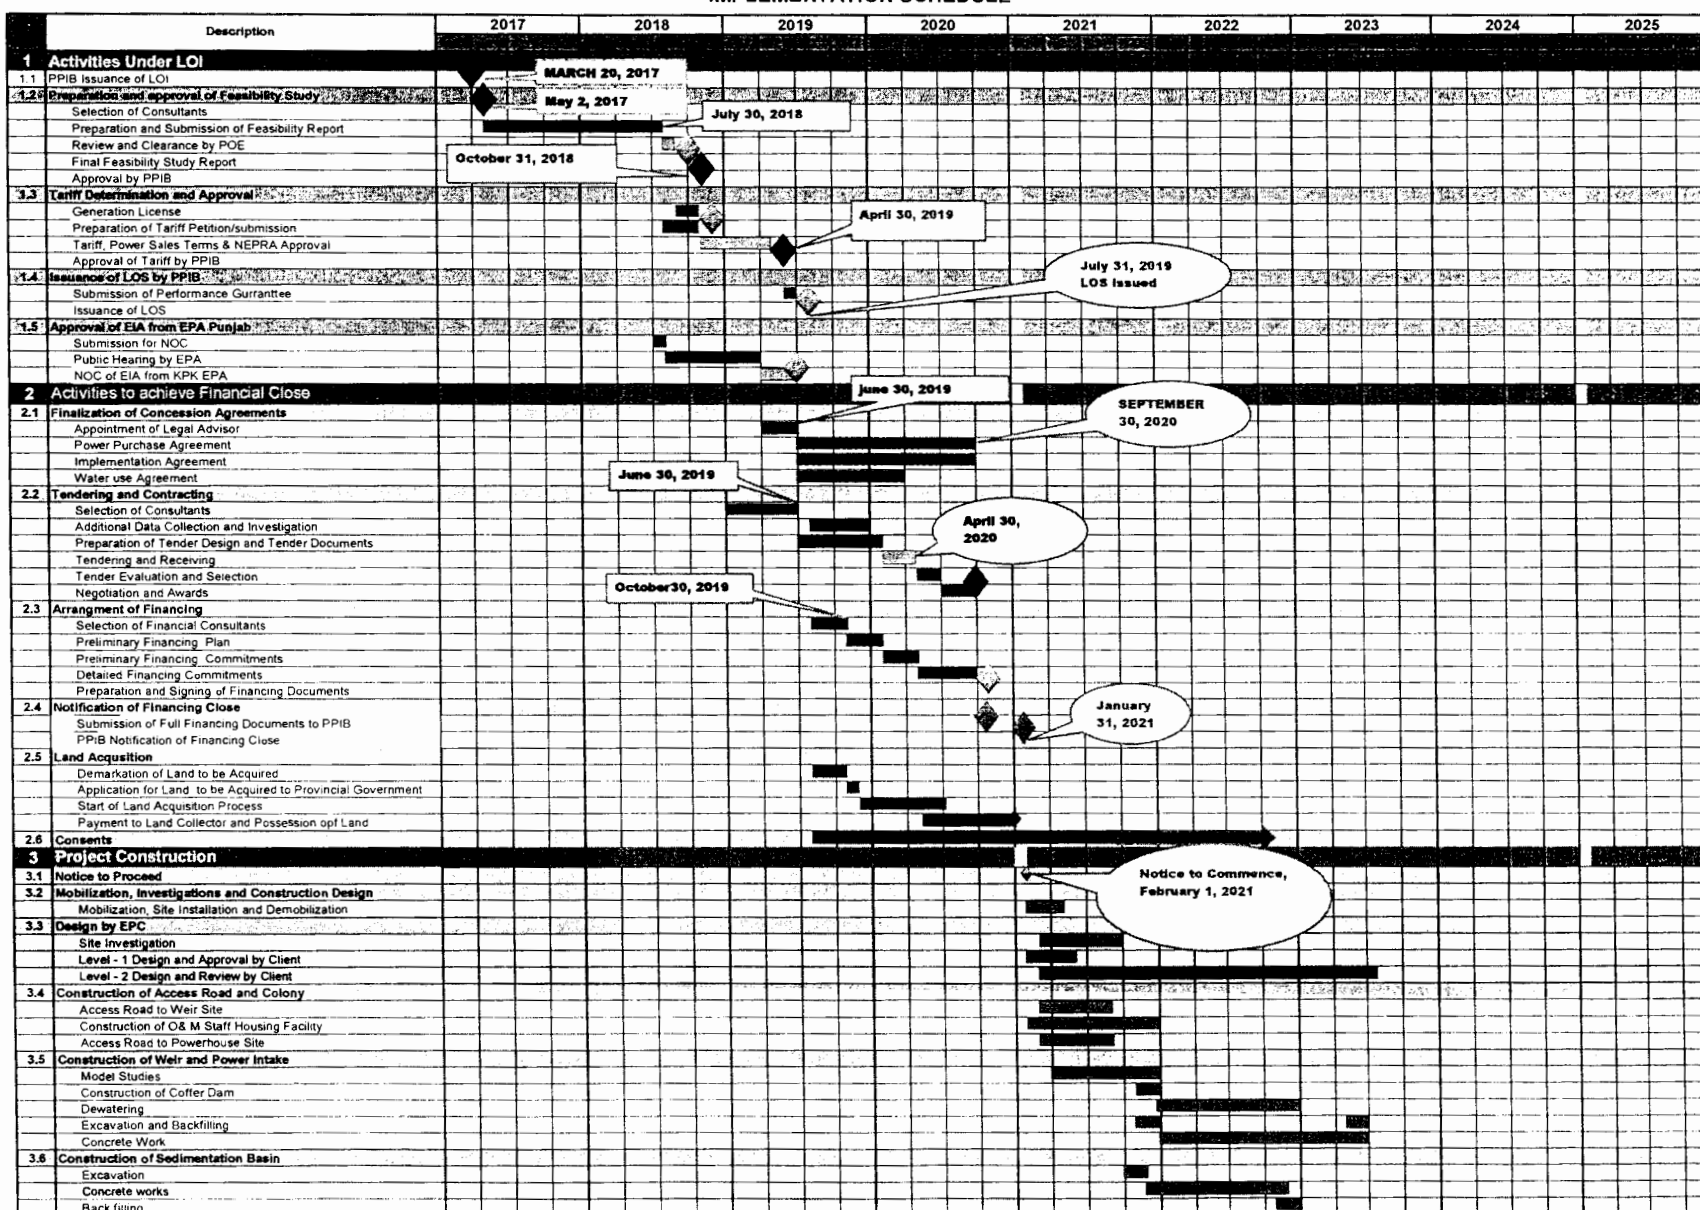 IMPLEMENTATION SCHEDULE
Description 2017 2018 2019 2020 2021 2022 2023 2024 2025
1 Activities Under LOI
1.1 PPIB Issuance of LOI
MARCH 20, 2017
1.2 Preparation and approval of Feasibility Study
May 2, 2017
Selection of Consultants
July 30, 2018
Preparation and Submission of Feasibility Report
Review and Clearance by POE
October 31, 2018
Final Feasibility Study Report
Approval by PPIB
1.3 Tariff Determination and Approval
Generation License
April 30, 2019
Preparation of Tariff Petition/submission
Tariff, Power Sales Terms & NEPRA Approval
Approval of Tariff by PPIB
1.4 Issuance of LOS by PPIB
July 31, 2019
LOS Issued
Submission of Performance Gurranttee
Issuance of LOS
1.5 Approval of EIA from EPA Punjab
Submission for NOC
Public Hearing by EPA
NOC of EIA from KPK EPA
2 Activities to achieve Financial Close
june 30, 2019
2.1 Finalization of Concession Agreements
SEPTEMBER
30, 2020
Appointment of Legal Advisor
Power Purchase Agreement
Implementation Agreement
Water use Agreement
June 30, 2019
2.2 Tendering and Contracting
Selection of Consultants
Additional Data Collection and Investigation
April 30,
2020
Preparation of Tender Design and Tender Documents
Tendering and Receiving
Tender Evaluation and Selection
October30, 2019
Negotiation and Awards
2.3 Arrangment of Financing
Selection of Financial Consultants
Preliminary Financing Plan
Preliminary Financing Commitments
Detailed Financing Commitments
Preparation and Signing of Financing Documents
2.4 Notification of Financing Close
January
31, 2021
Submission of Full Financing Documents to PPIB
PPIB Notification of Financing Close
2.5 Land Acqusition
Demarkation of Land to be Acquired
Application for Land to be Acquired to Provincial Government
Start of Land Acquisition Process
Payment to Land Collector and Possession opf Land
2.6 Consents
3 Project Construction
3.1 Notice to Proceed
Notice to Commence,
February 1, 2021
3.2 Mobilization, Investigations and Construction Design
Mobilization, Site Installation and Demobilization
3.3 Design by EPC
Site Investigation
Level - 1 Design and Approval by Client
Level - 2 Design and Review by Client
3.4 Construction of Access Road and Colony
Access Road to Weir Site
Construction of O& M Staff Housing Facility
Access Road to Powerhouse Site
3.5 Construction of Weir and Power Intake
Model Studies
Construction of Coffer Dam
Dewatering
Excavation and Backfilling
Concrete Work
3.6 Construction of Sedimentation Basin
Excavation
Concrete works
Back filling